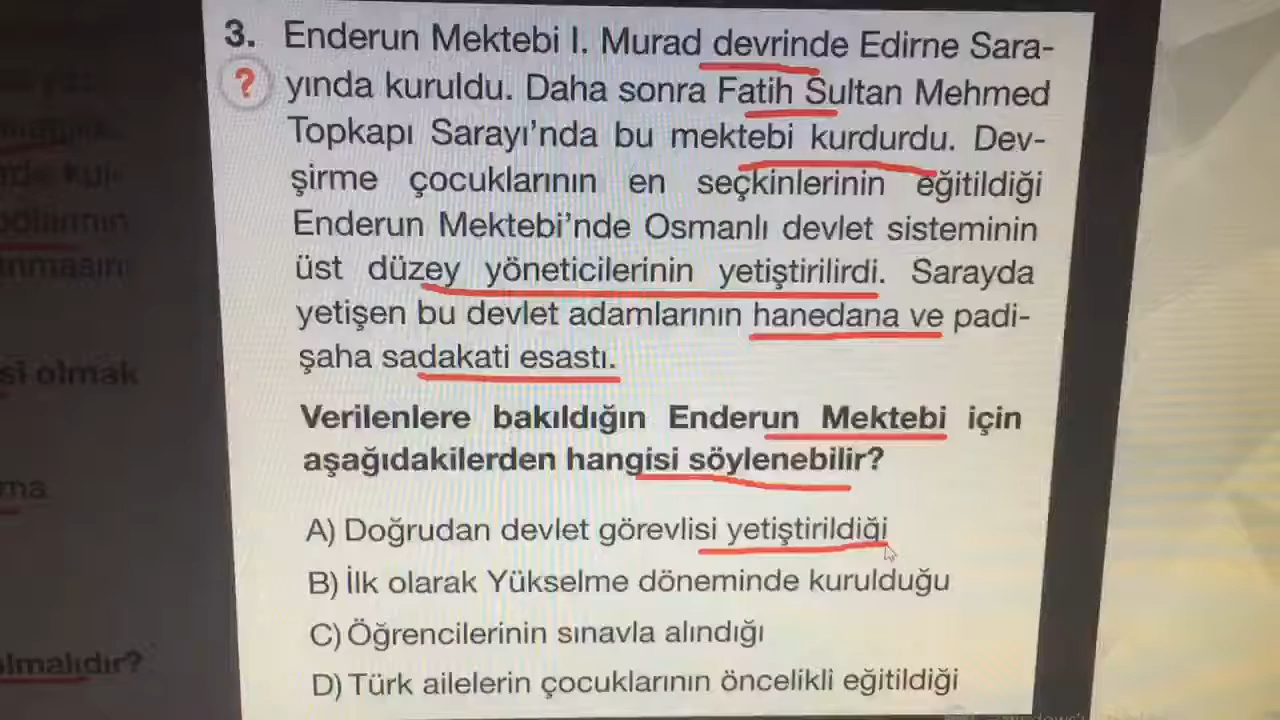 3. Enderun Mektebi I. Murad devrinde Edirne Sara-
? yında kuruldu. Daha sonra Fatih Sultan Mehmed
Topkapı Sarayı'nda bu mektebi kurdurdu. Dev-
şirme çocuklarının en seçkinlerinin eğitildiği
Enderun Mektebi'nde Osmanlı devlet sisteminin
üst düzey yöneticilerinin yetiştirilirdi. Sarayda
yetişen bu devlet adamlarının hanedana ve padi-
şaha sadakati esastı.
Verilenlere bakıldığın Enderun Mektebi için
aşağıdakilerden hangisi söylenebilir?
A) Doğrudan devlet görevlisi yetiştirildiği
B) İlk olarak Yükselme döneminde kurulduğu
C) Öğrencilerinin sınavla alındığı
D) Türk ailelerin çocuklarının öncelikli eğitildiği
si olmak
ma
lmalıdır?